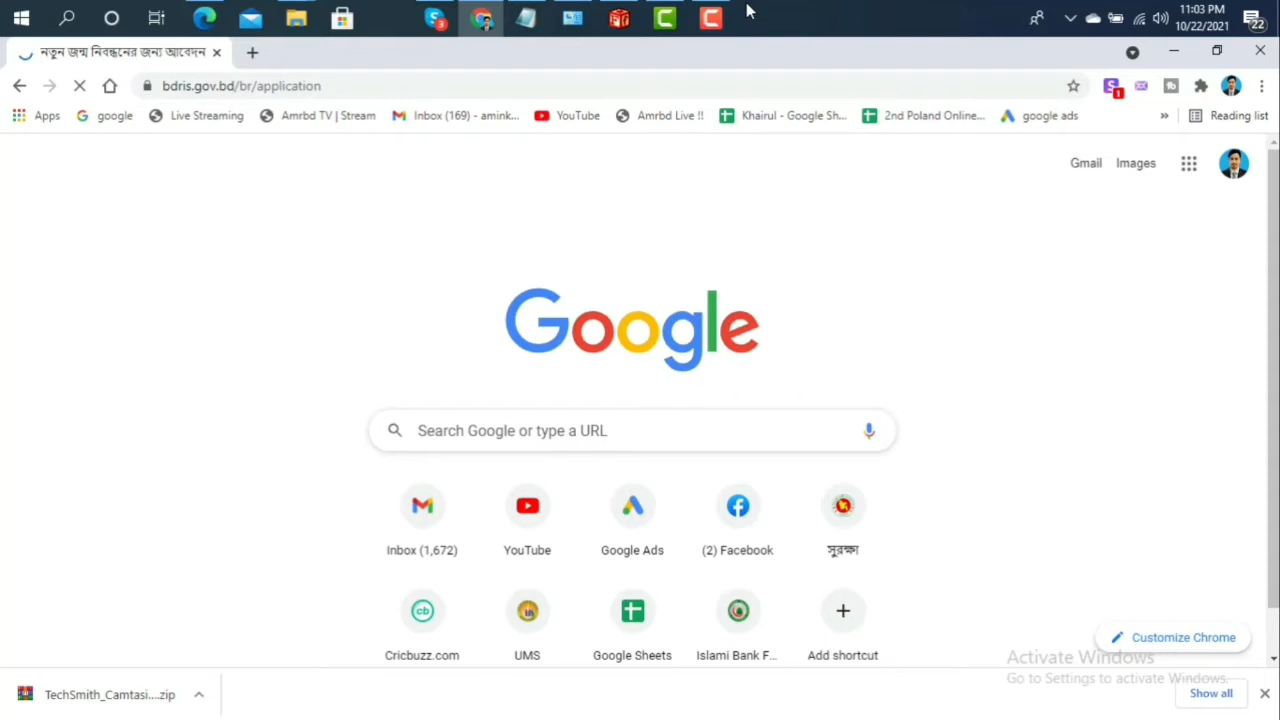 11:03 PM
10/22/2021
3
22
নতুন জন্ম নিবন্ধনের জন্য আবেদন
bdris.gov.bd/br/application
1
Apps
google
Live Streaming
Amrbd TV | Stream
Inbox (169) - amink...
YouTube
Amrbd Live !!
Khairul - Google Sh...
2nd Poland Online...
google ads
»
Reading list
Gmail
Images
Google
Search Google or type a URL
Inbox (1,672)
YouTube
Google Ads
(2) Facebook
সুরক্ষা
cb
Cricbuzz.com
UMS
Google Sheets
Islami Bank F...
Add shortcut
Customize Chrome
Activate Windows
Go to Settings to activate Windows.
TechSmith_Camtasi....zip
Show all